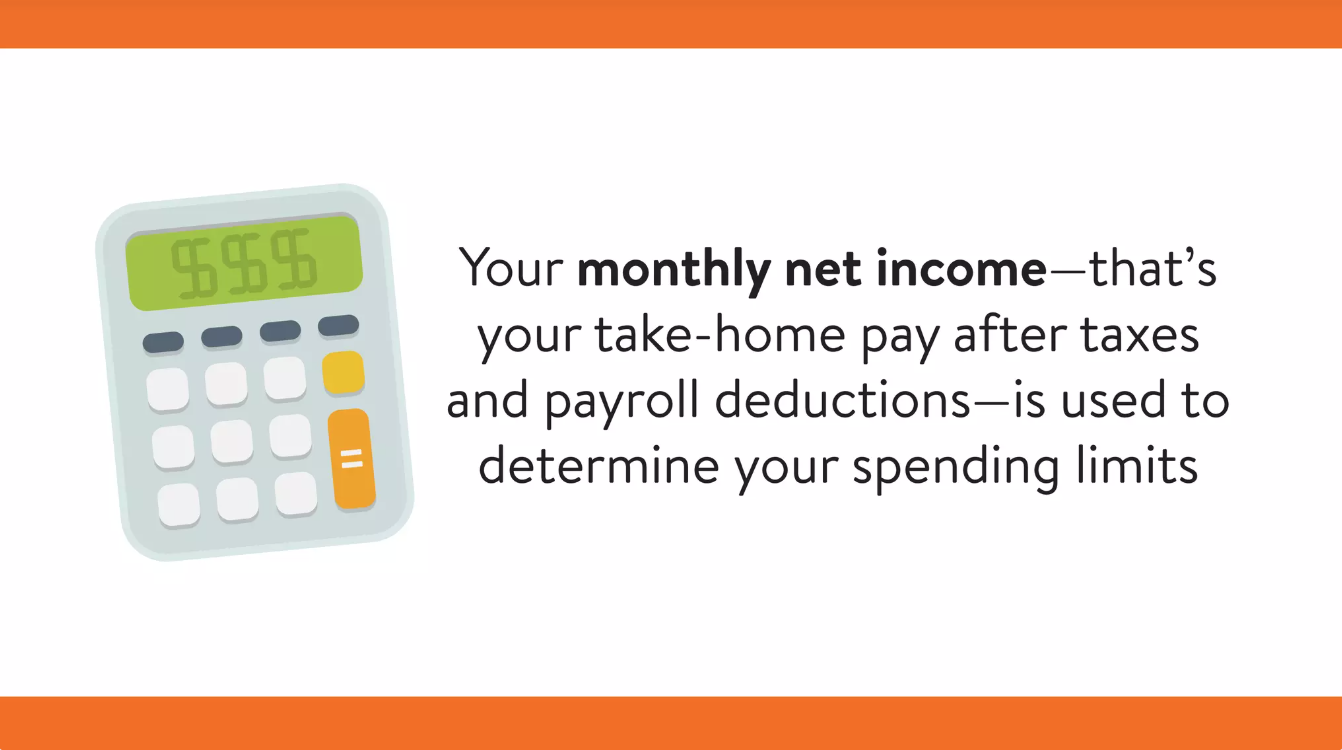 $$$
=
Your monthly net income—that’s
your take-home pay after taxes
and payroll deductions—is used to
determine your spending limits